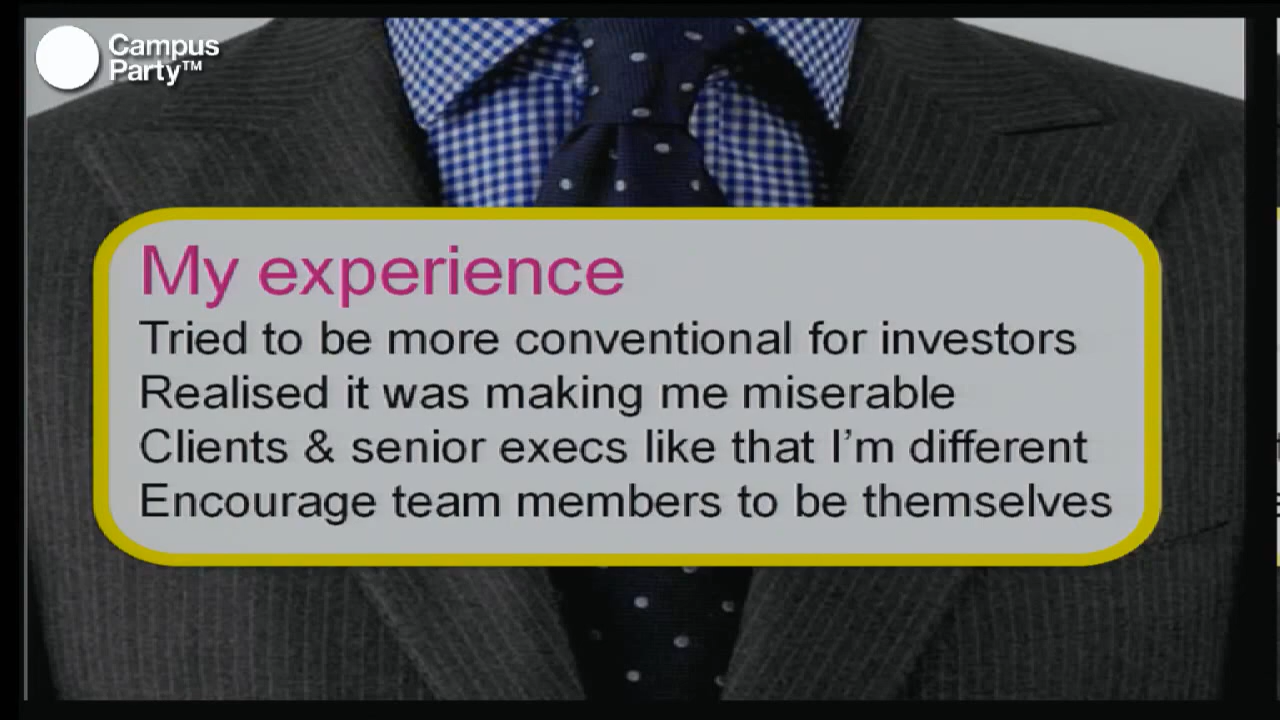 Campus
Party™
My experience
Tried to be more conventional for investors
Realised it was making me miserable
Clients & senior execs like that I’m different
Encourage team members to be themselves